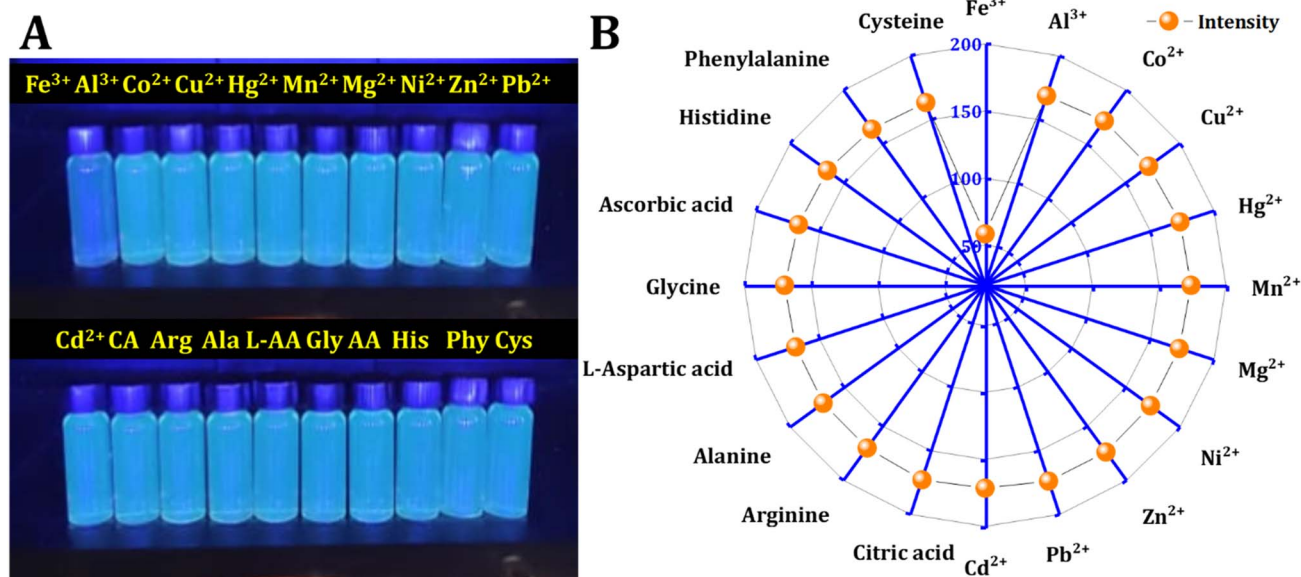 A
Fe³⁺ Al³⁺ Co²⁺ Cu²⁺ Hg²⁺ Mn²⁺ Mg²⁺ Ni²⁺ Zn²⁺ Pb²⁺
Cd²⁺ CA Arg Ala L-AA Gly AA His Phy Cys
B
Intensity
Fe³⁺
Al³⁺
Co²⁺
Cu²⁺
Hg²⁺
Mn²⁺
Mg²⁺
Ni²⁺
Zn²⁺
Pb²⁺
Cd²⁺
Citric acid
Arginine
Alanine
L-Aspartic acid
Glycine
Ascorbic acid
Histidine
Phenylalanine
Cysteine
200
150
100
50